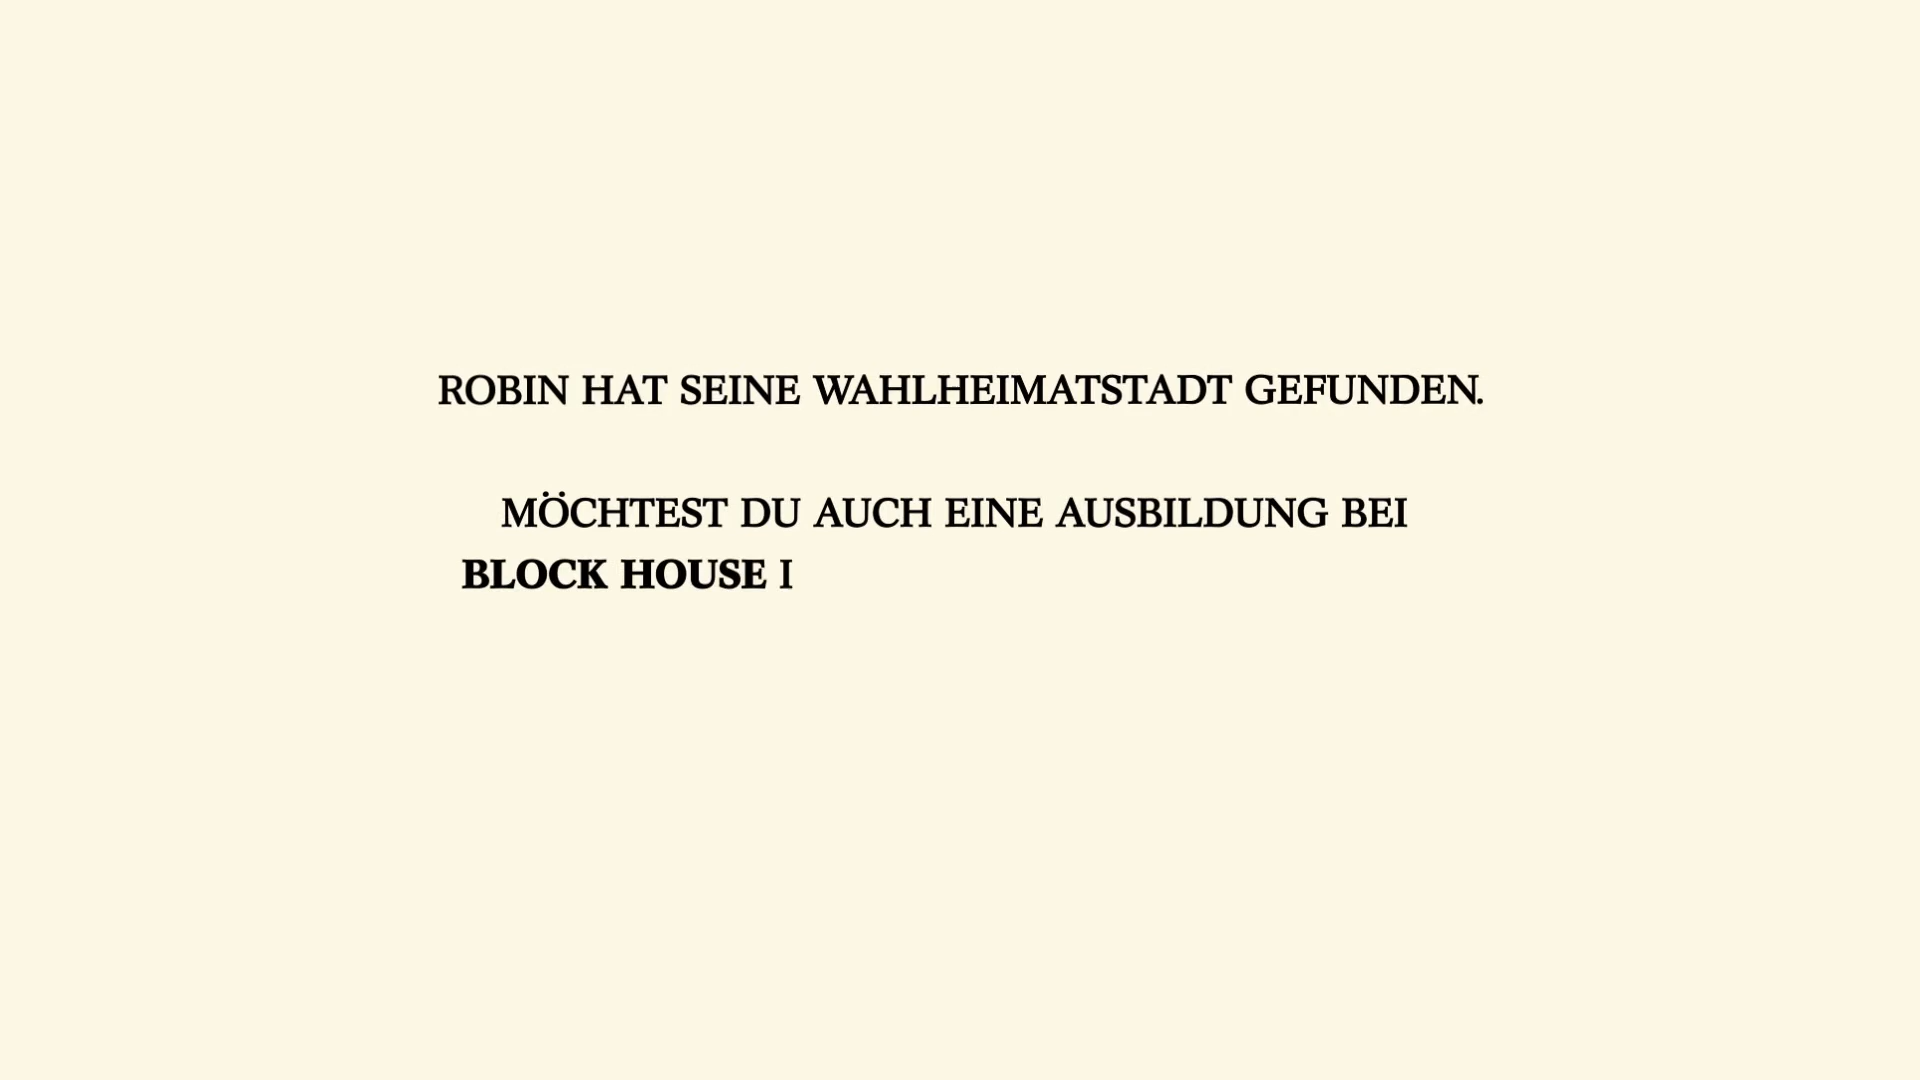 ROBIN HAT SEINE WAHLHEIMATSTADT GEFUNDEN.
MÖCHTEST DU AUCH EINE AUSBILDUNG BEI
BLOCK HOUSE I